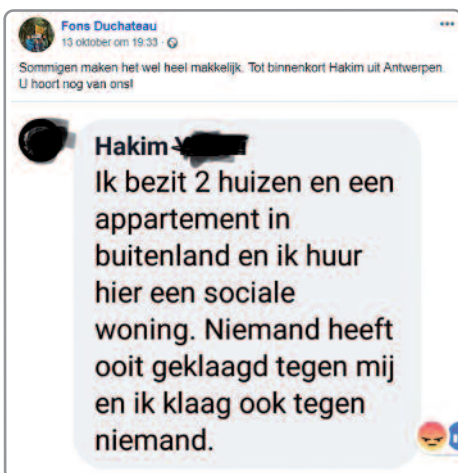 Fons Duchateau
13 oktober om 19:33 ·
Sommigen maken het wel heel makkelijk. Tot binnenkort Hakim uit Antwerpen.
U hoort nog van ons!
Hakim
Ik bezit 2 huizen en een
appartement in
buitenland en ik huur
hier een sociale
woning. Niemand heeft
ooit geklaagd tegen mij
en ik klaag ook tegen
niemand.